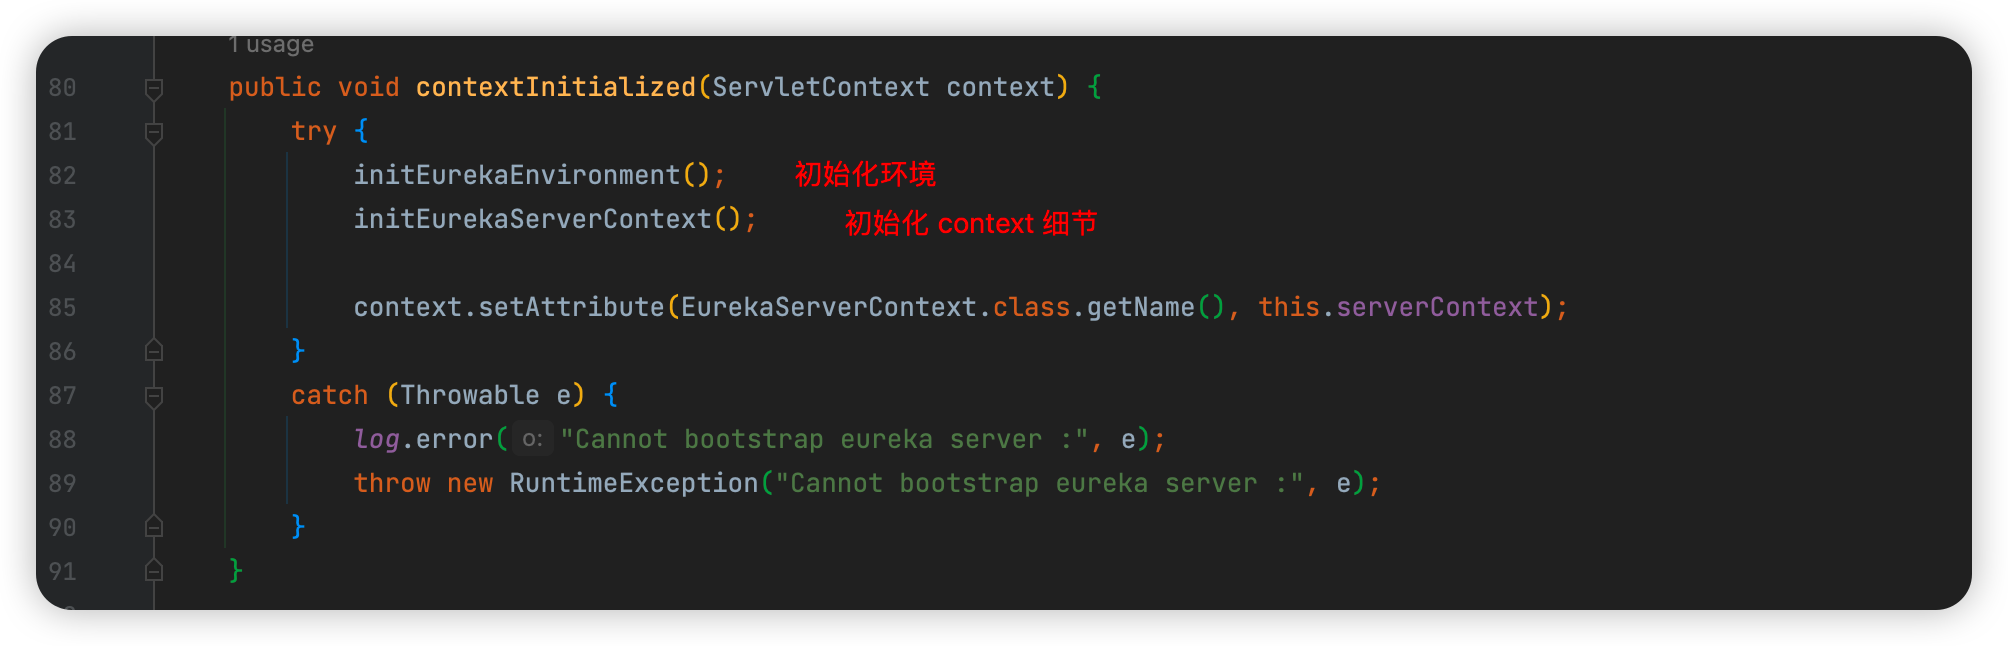 1 usage
80 public void contextInitialized(ServletContext context) {
81 try {
82 initEurekaEnvironment(); 初始化环境
83 initEurekaServerContext(); 初始化 context 细节
84
85 context.setAttribute(EurekaServerContext.class.getName(), this.serverContext);
86 }
87 catch (Throwable e) {
88 log.error( o: "Cannot bootstrap eureka server :", e);
89 throw new RuntimeException("Cannot bootstrap eureka server :", e);
90 }
91 }